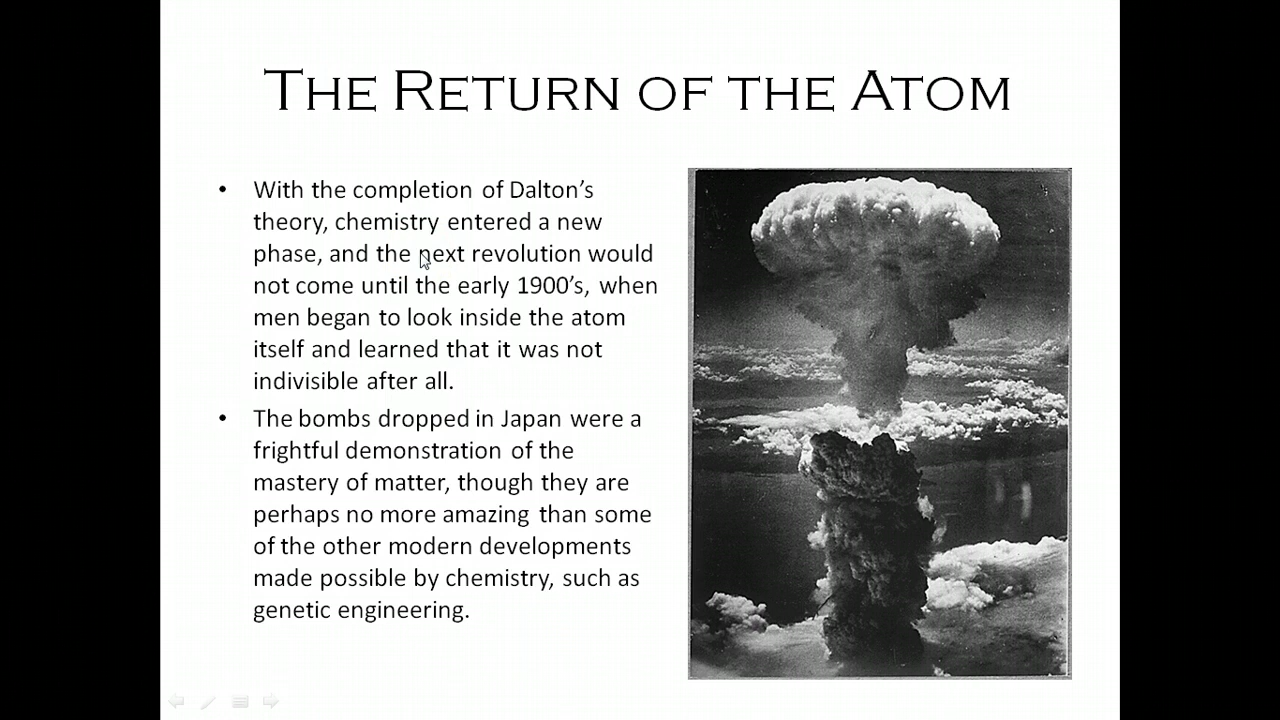 THE RETURN OF THE ATOM
• With the completion of Dalton’s
theory, chemistry entered a new
phase, and the next revolution would
not come until the early 1900’s, when
men began to look inside the atom
itself and learned that it was not
indivisible after all.
• The bombs dropped in Japan were a
frightful demonstration of the
mastery of matter, though they are
perhaps no more amazing than some
of the other modern developments
made possible by chemistry, such as
genetic engineering.